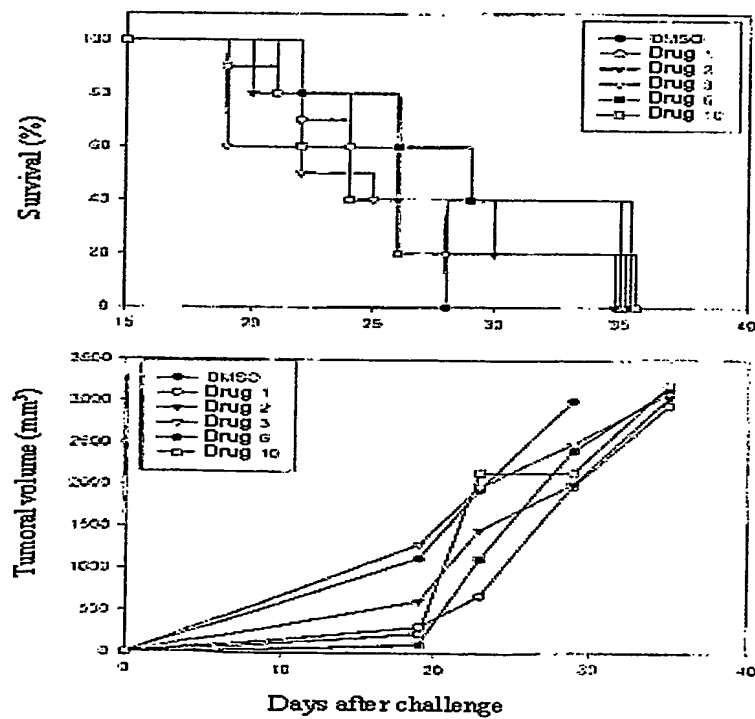 Survival (%)
100
80
60
40
20
0
15
20
25
30
35
40
DMSO
Drug 1
Drug 2
Drug 3
Drug 6
Drug 10
Tumoral volume (mm³)
3500
3000
2500
2000
1500
1000
500
0
0
10
20
30
40
DMSO
Drug 1
Drug 2
Drug 3
Drug 6
Drug 10
Days after challenge